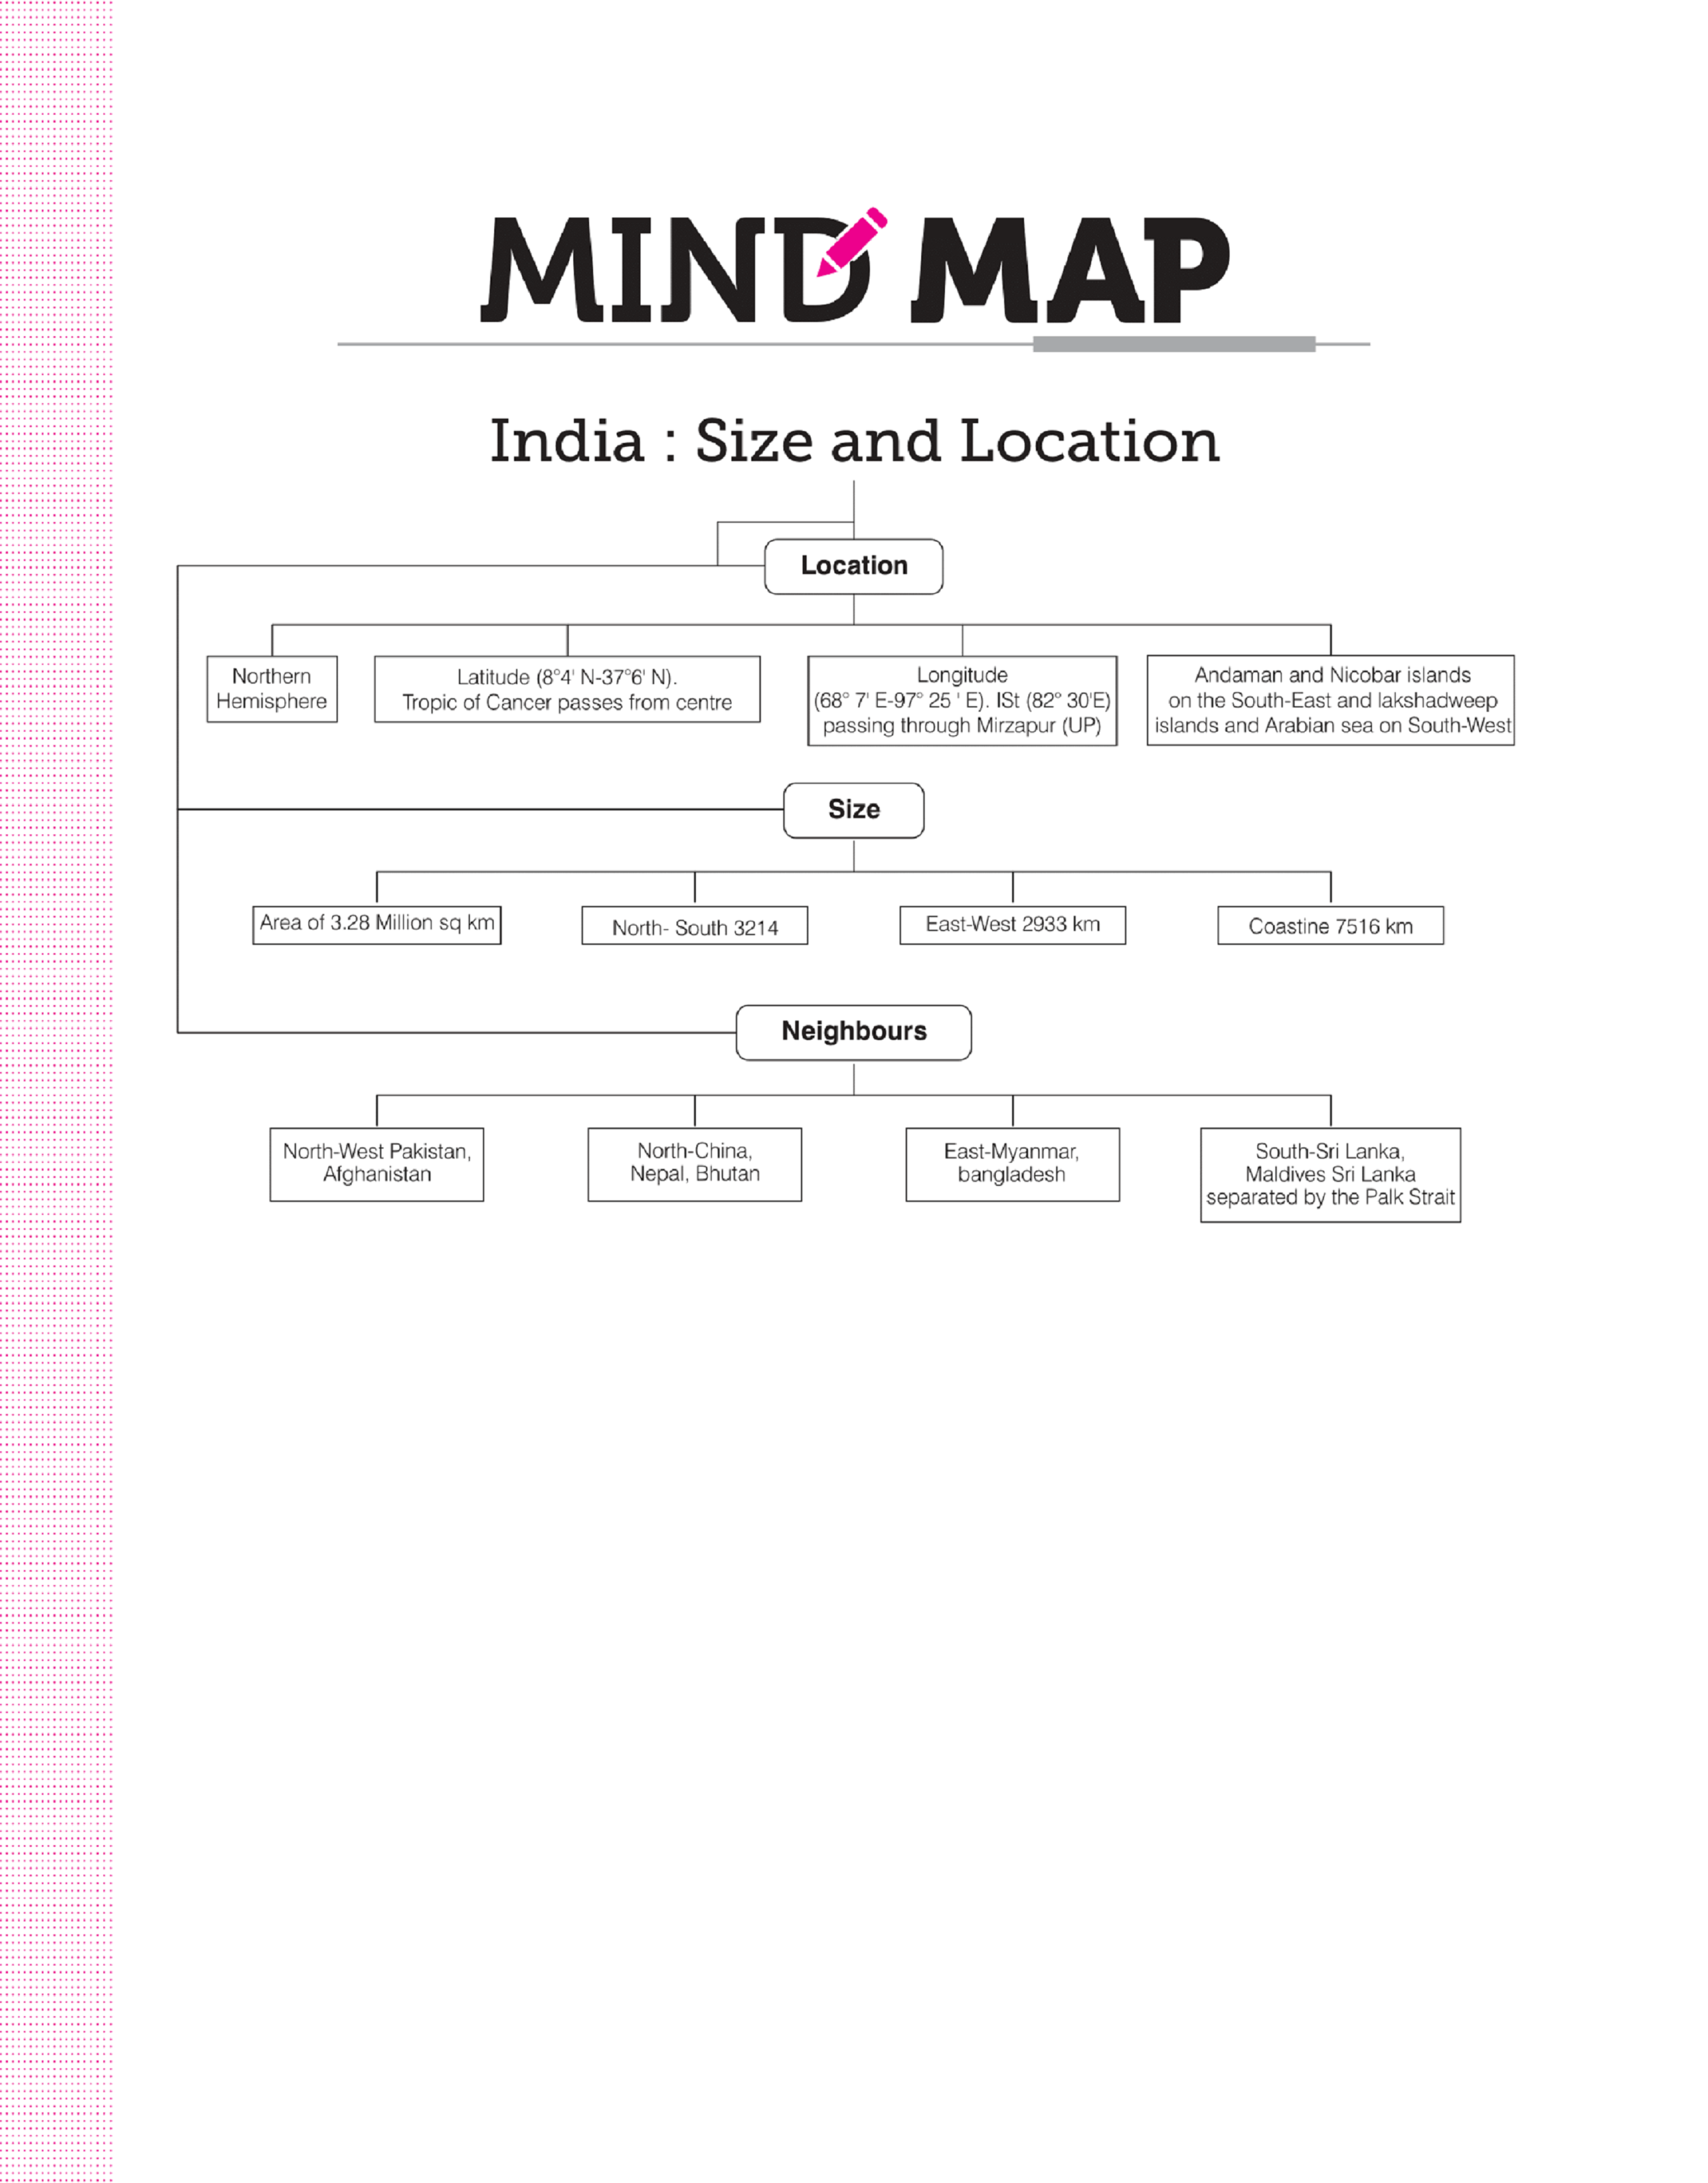 MIND MAP
India : Size and Location
Location
Northern
Hemisphere
Latitude (8°4' N-37°6' N).
Tropic of Cancer passes from centre
Longitude
(68° 7' E-97° 25 ' E). ISt (82° 30'E)
passing through Mirzapur (UP)
Andaman and Nicobar islands
on the South-East and lakshadweep
islands and Arabian sea on South-West
Size
Area of 3.28 Million sq km
North- South 3214
East-West 2933 km
Coastine 7516 km
Neighbours
North-West Pakistan,
Afghanistan
North-China,
Nepal, Bhutan
East-Myanmar,
bangladesh
South-Sri Lanka,
Maldives Sri Lanka
separated by the Palk Strait